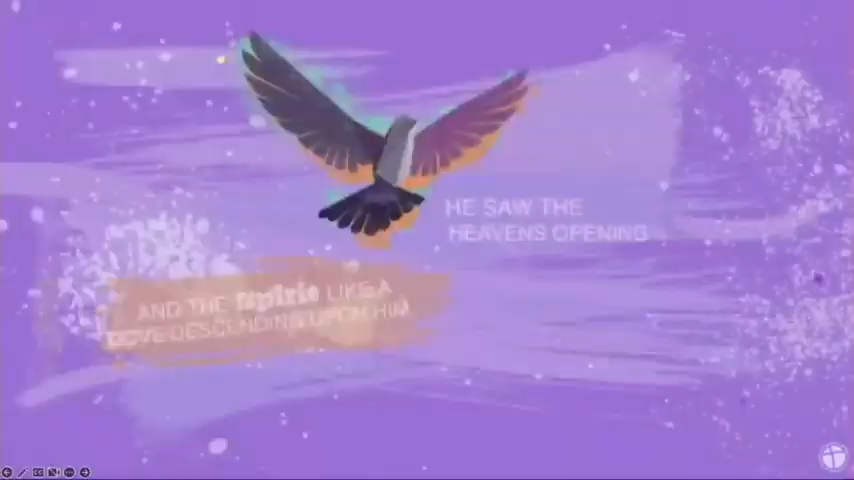 HE SAW THE
HEAVENS OPENING
AND THE Spirit LIKE A
DOVE DESCENDING UPON HIM